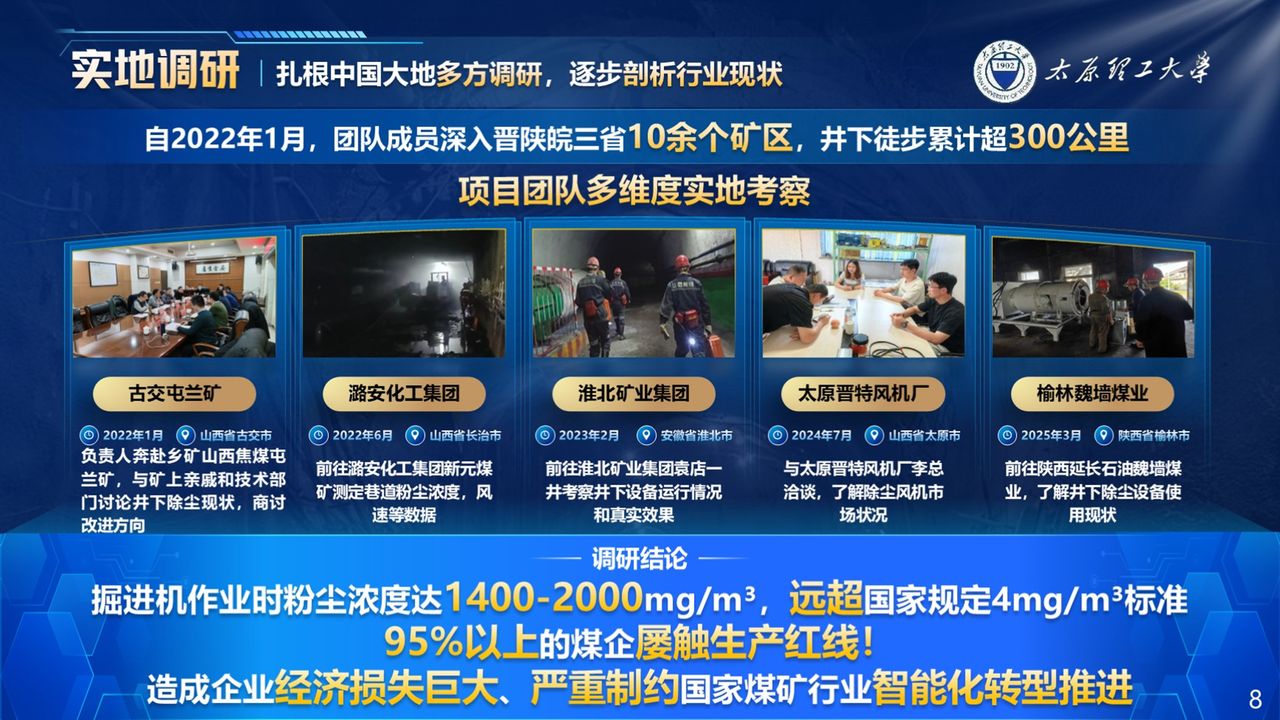 实地调研
扎根中国大地多方调研，逐步剖析行业现状
1902
太原理工大学
自2022年1月，团队成员深入晋陕皖三省10余个矿区，井下徒步累计超300公里
项目团队多维度实地考察
古交屯兰矿
2022年1月 山西省古交市
负责人奔赴乡矿山西焦煤屯
兰矿，与矿上亲戚和技术部
门讨论井下除尘现状，商讨
改进方向
潞安化工集团
2022年6月 山西省长治市
前往潞安化工集团新元煤
矿测定巷道粉尘浓度，风
速等数据
淮北矿业集团
2023年2月 安徽省淮北市
前往淮北矿业集团袁店一
井考察井下设备运行情况
和真实效果
太原晋特风机厂
2024年7月 山西省太原市
与太原晋特风机厂李总
洽谈，了解除尘风机市
场状况
榆林魏墙煤业
2025年3月 陕西省榆林市
前往陕西延长石油魏墙煤
业，了解井下除尘设备使
用现状
调研结论
掘进机作业时粉尘浓度达1400-2000mg/m³，远超国家规定4mg/m³标准
95%以上的煤企屡触生产红线！
造成企业经济损失巨大、严重制约国家煤矿行业智能化转型推进
8